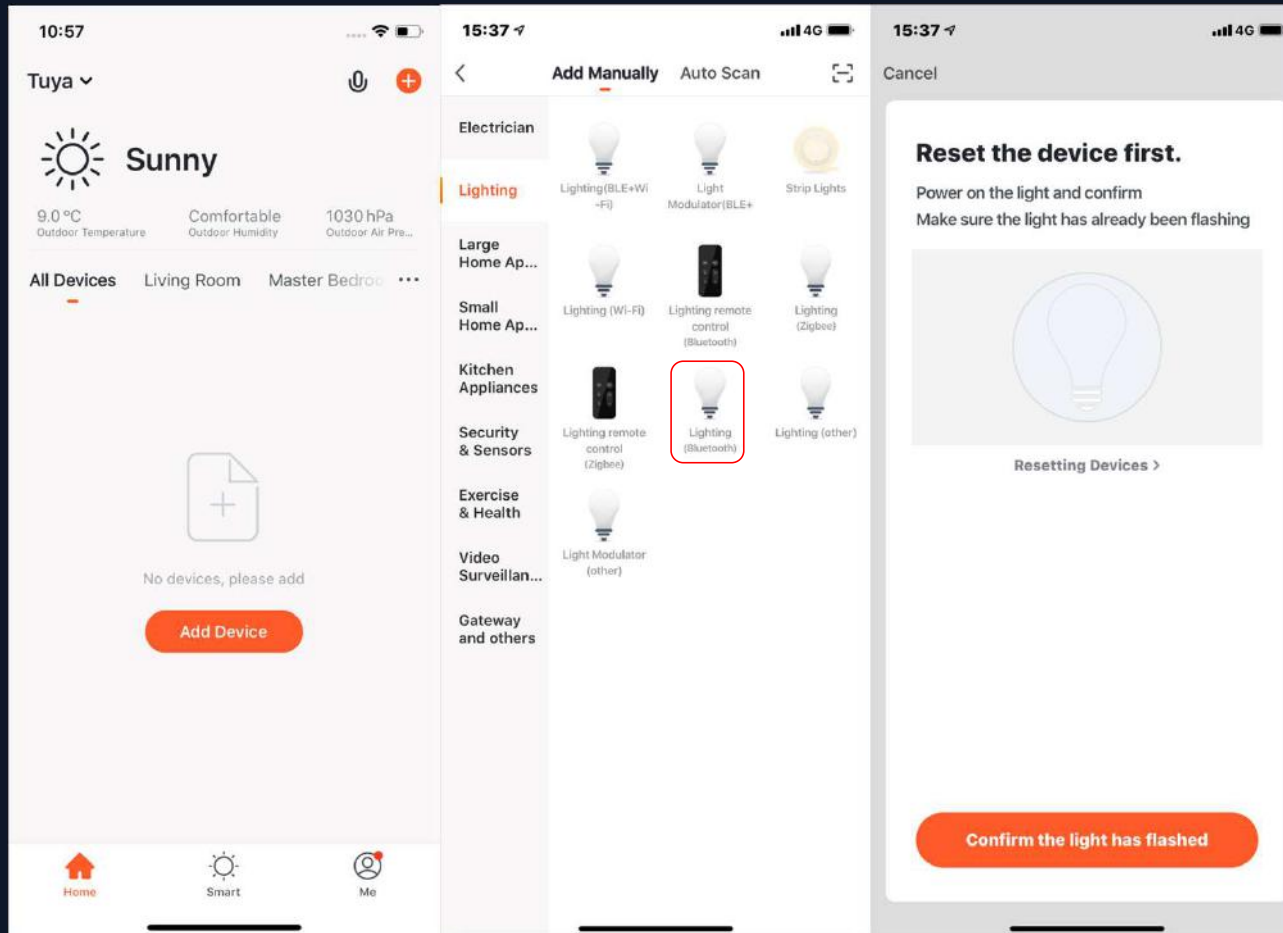 10:57
Tuya
Sunny
9.0 °C
Comfortable
1030 hPa
Outdoor Temperature
Outdoor Humidity
Outdoor Air Pre...
All Devices
Living Room
Master Bedroo
No devices, please add
Add Device
Home
Smart
Me
15:37
4G
Add Manually
Auto Scan
Electrician
Lighting
Large
Home Ap...
Small
Home Ap...
Kitchen
Appliances
Security
& Sensors
Exercise
& Health
Video
Surveillan...
Gateway
and others
Lighting(BLE+Wi
-Fi)
Light
Modulator(BLE+
Strip Lights
Lighting (Wi-Fi)
Lighting remote
control
(Bluetooth)
Lighting
(Zigbee)
Lighting remote
control
(Zigbee)
Lighting
(Bluetooth)
Lighting (other)
Light Modulator
(other)
15:37
4G
Cancel
Reset the device first.
Power on the light and confirm
Make sure the light has already been flashing
Resetting Devices >
Confirm the light has flashed